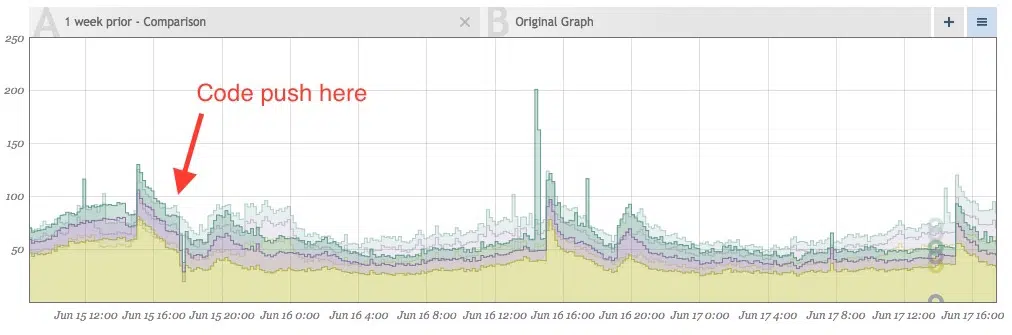 A 1 week prior - Comparison × B Original Graph + ≡
250
200
Code push here
150
100
50
Jun 15 12:00 Jun 15 16:00 Jun 15 20:00 Jun 16 0:00 Jun 16 4:00 Jun 16 8:00 Jun 16 12:00 Jun 16 16:00 Jun 16 20:00 Jun 17 0:00 Jun 17 4:00 Jun 17 8:00 Jun 17 12:00 Jun 17 16:00